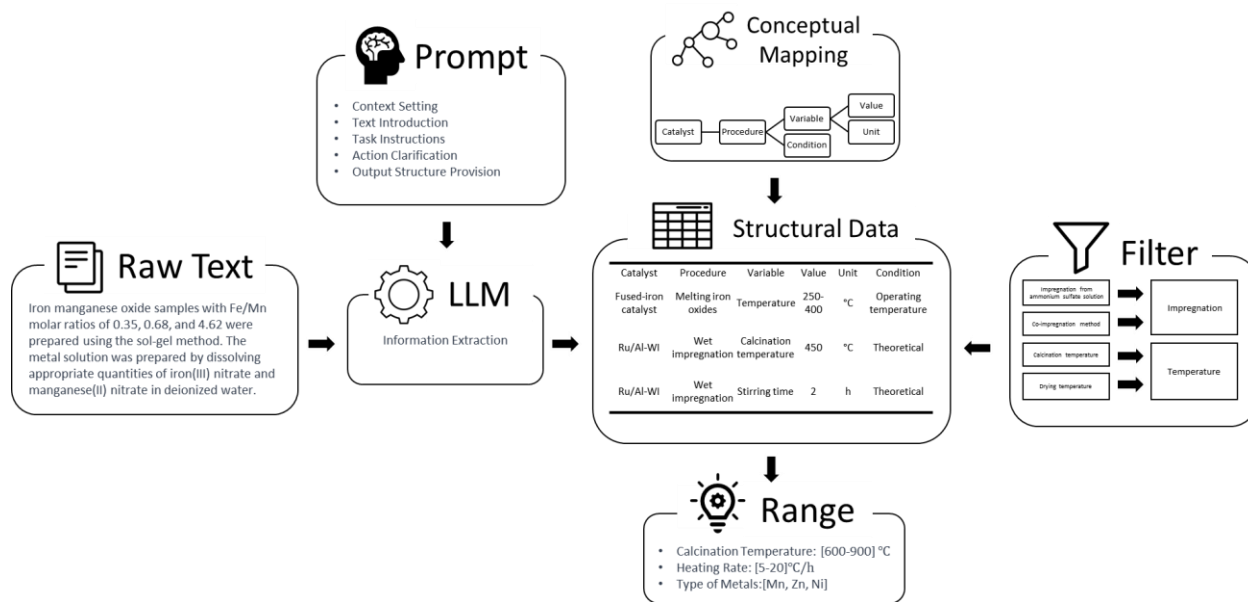 Prompt
• Context Setting
• Text Introduction
• Task Instructions
• Action Clarification
• Output Structure Provision
Conceptual
Mapping
Catalyst
Procedure
Variable
Condition
Value
Unit
Raw Text
Iron manganese oxide samples with Fe/Mn
molar ratios of 0.35, 0.68, and 4.62 were
prepared using the sol-gel method. The
metal solution was prepared by dissolving
appropriate quantities of iron(III) nitrate and
manganese(II) nitrate in deionized water.
LLM
Information Extraction
Structural Data
Catalyst Procedure Variable Value Unit Condition
Fused-iron Melting iron 250- Operating
catalyst oxides Temperature 400 °C temperature
Wet Calcination
Ru/Al-WI impregnation temperature 450 °C Theoretical
Wet
Ru/Al-WI impregnation Stirring time 2 h Theoretical
Filter
Impregnation from
ammonium sulfate solution
Co-impregnation method
Impregnation
Calcination temperature
Drying temperature
Temperature
Range
• Calcination Temperature: [600-900] °C
• Heating Rate: [5-20]°C/h
• Type of Metals:[Mn, Zn, Ni]